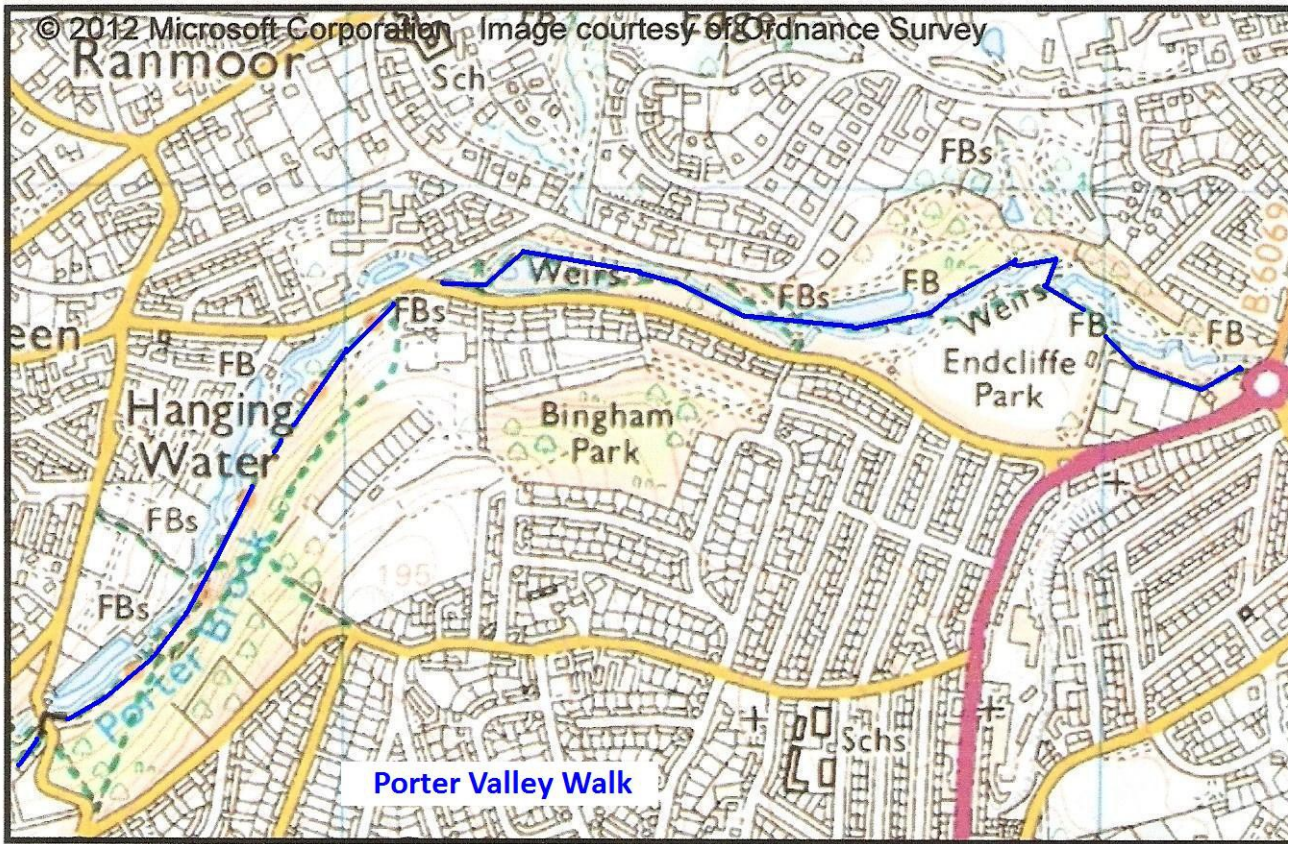 © 2012 Microsoft Corporation   Image courtesy of Ordnance Survey
Ranmoor
Sch
FBs
B 6069
Weirs
FBs
FB
FBs
Weirs
FB
FB
een
FB
Endcliffe
Park
Hanging
Water
Bingham
Park
FBs
195
FBs
Porter Brook
Schs
Porter Valley Walk